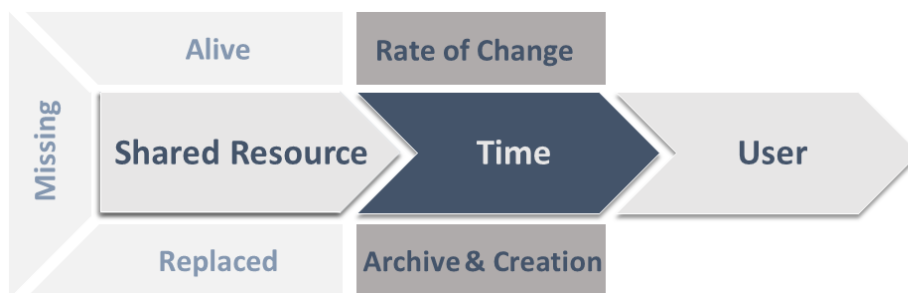 Alive
Rate of Change
Missing
Shared Resource
Time
User
Replaced
Archive & Creation